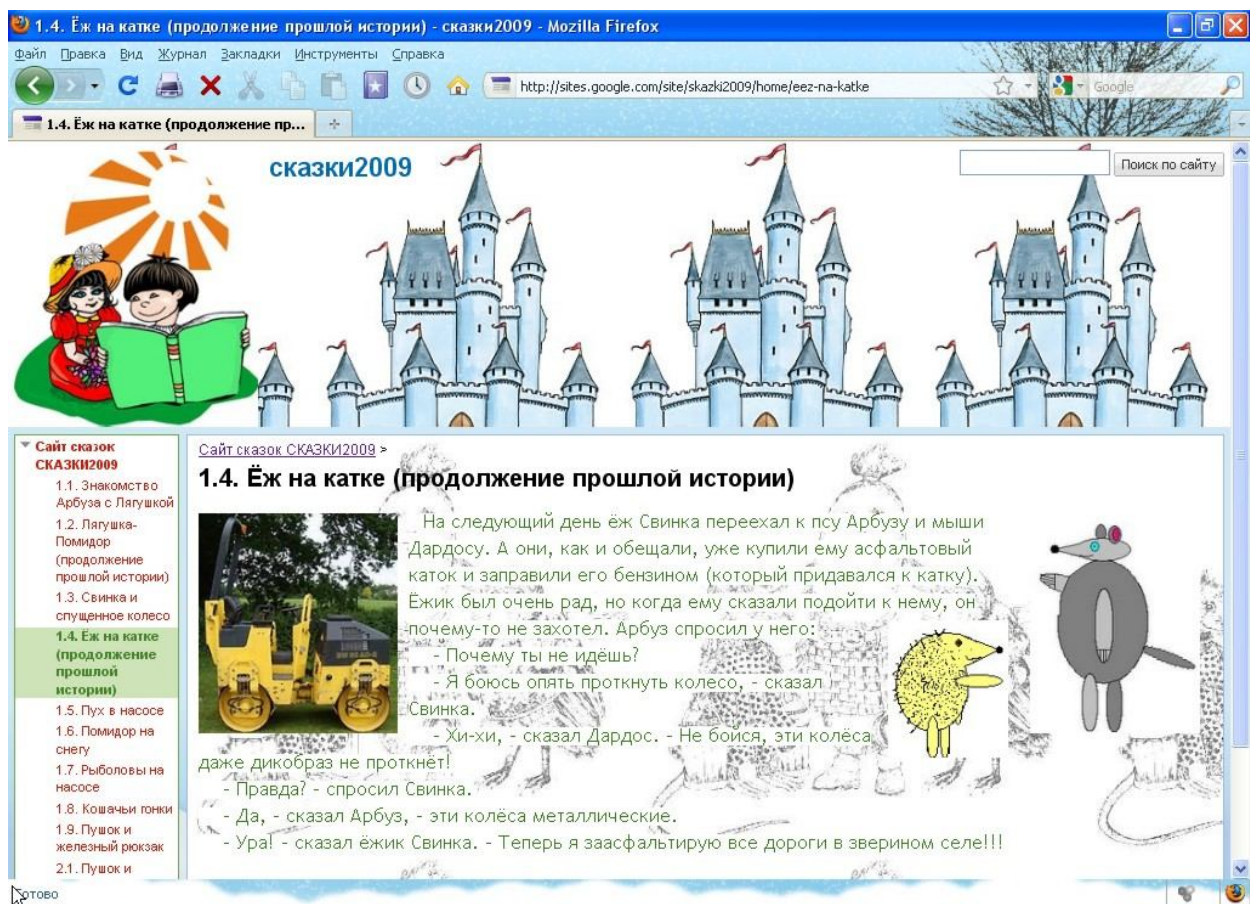 1.4. Ёж на катке (продолжение прошлой истории) - сказки2009 - Mozilla Firefox
Файл Правка Вид Журнал Закладки Инструменты Справка
http://sites.google.com/site/skazki2009/home/eez-na-katke
Google
1.4. Ёж на катке (продолжение пр...
сказки2009
Поиск по сайту
Сайт сказок
СКАЗКИ2009
1.1. Знакомство
Арбуза с Лягушкой
1.2. Лягушка-
Помидор
(продолжение
прошлой истории)
1.3. Свинка и
спущенное колесо
1.4. Ёж на катке
(продолжение
прошлой
истории)
1.5. Пух в насосе
1.6. Помидор на
снегу
1.7. Рыболовы на
насосе
1.8. Кошачьи гонки
1.9. Пушок и
железный рюкзак
2.1. Пушок и
Сайт сказок СКАЗКИ2009 >
1.4. Ёж на катке (продолжение прошлой истории)
На следующий день ёж Свинка переехал к псу Арбузу и мыши
Дардосу. А они, как и обещали, уже купили ему асфальтовый
каток и заправили его бензином (который придавался к катку).
Ёжик был очень рад, но когда ему сказали подойти к нему, он
почему-то не захотел. Арбуз спросил у него:
- Почему ты не идёшь?
- Я боюсь опять проткнуть колесо, - сказал
Свинка.
- Хи-хи, - сказал Дардос. - Не бойся, эти колёса
даже дикобраз не проткнёт!
- Правда? - спросил Свинка.
- Да, - сказал Арбуз, - эти колёса металлические.
- Ура! - сказал ёжик Свинка. - Теперь я заасфальтирую все дороги в зверином селе!!!
Готово